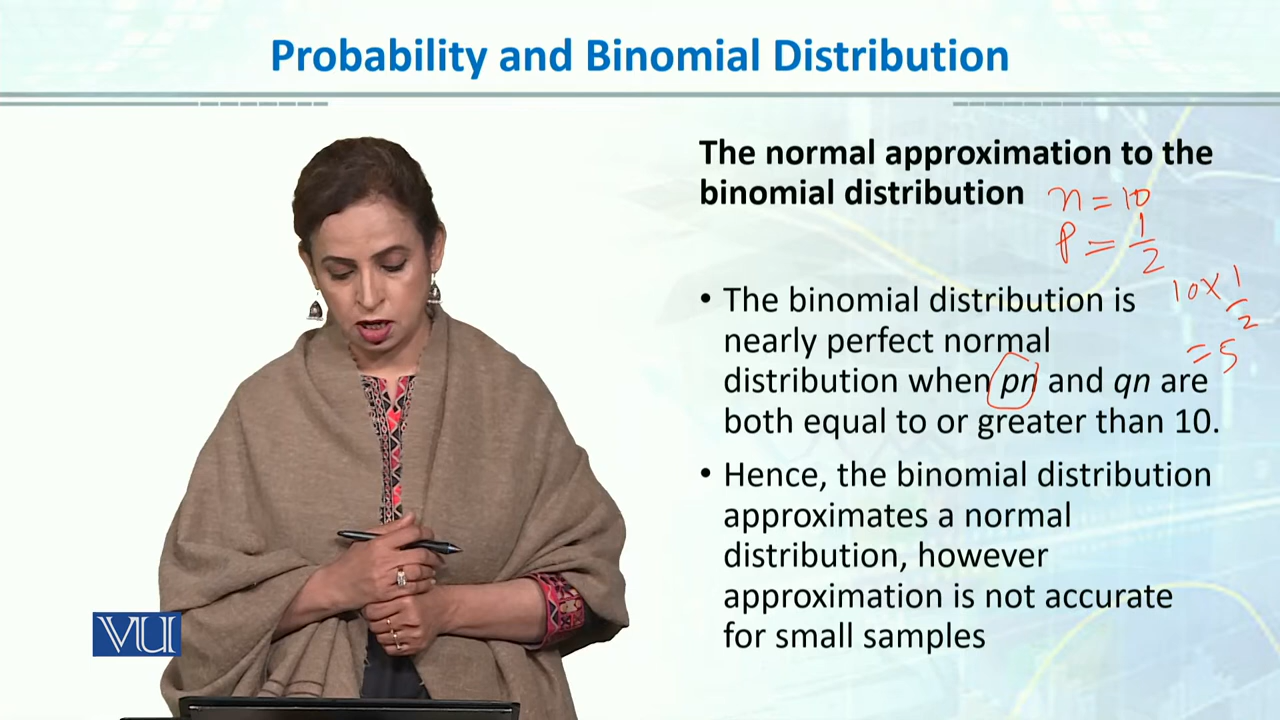 Probability and Binomial Distribution
The normal approximation to the
binomial distribution
n = 10
P = 1/2
• The binomial distribution is
nearly perfect normal
distribution when pn and qn are
both equal to or greater than 10.
10 x 1/2
= 5
• Hence, the binomial distribution
approximates a normal
distribution, however
approximation is not accurate
for small samples
VU